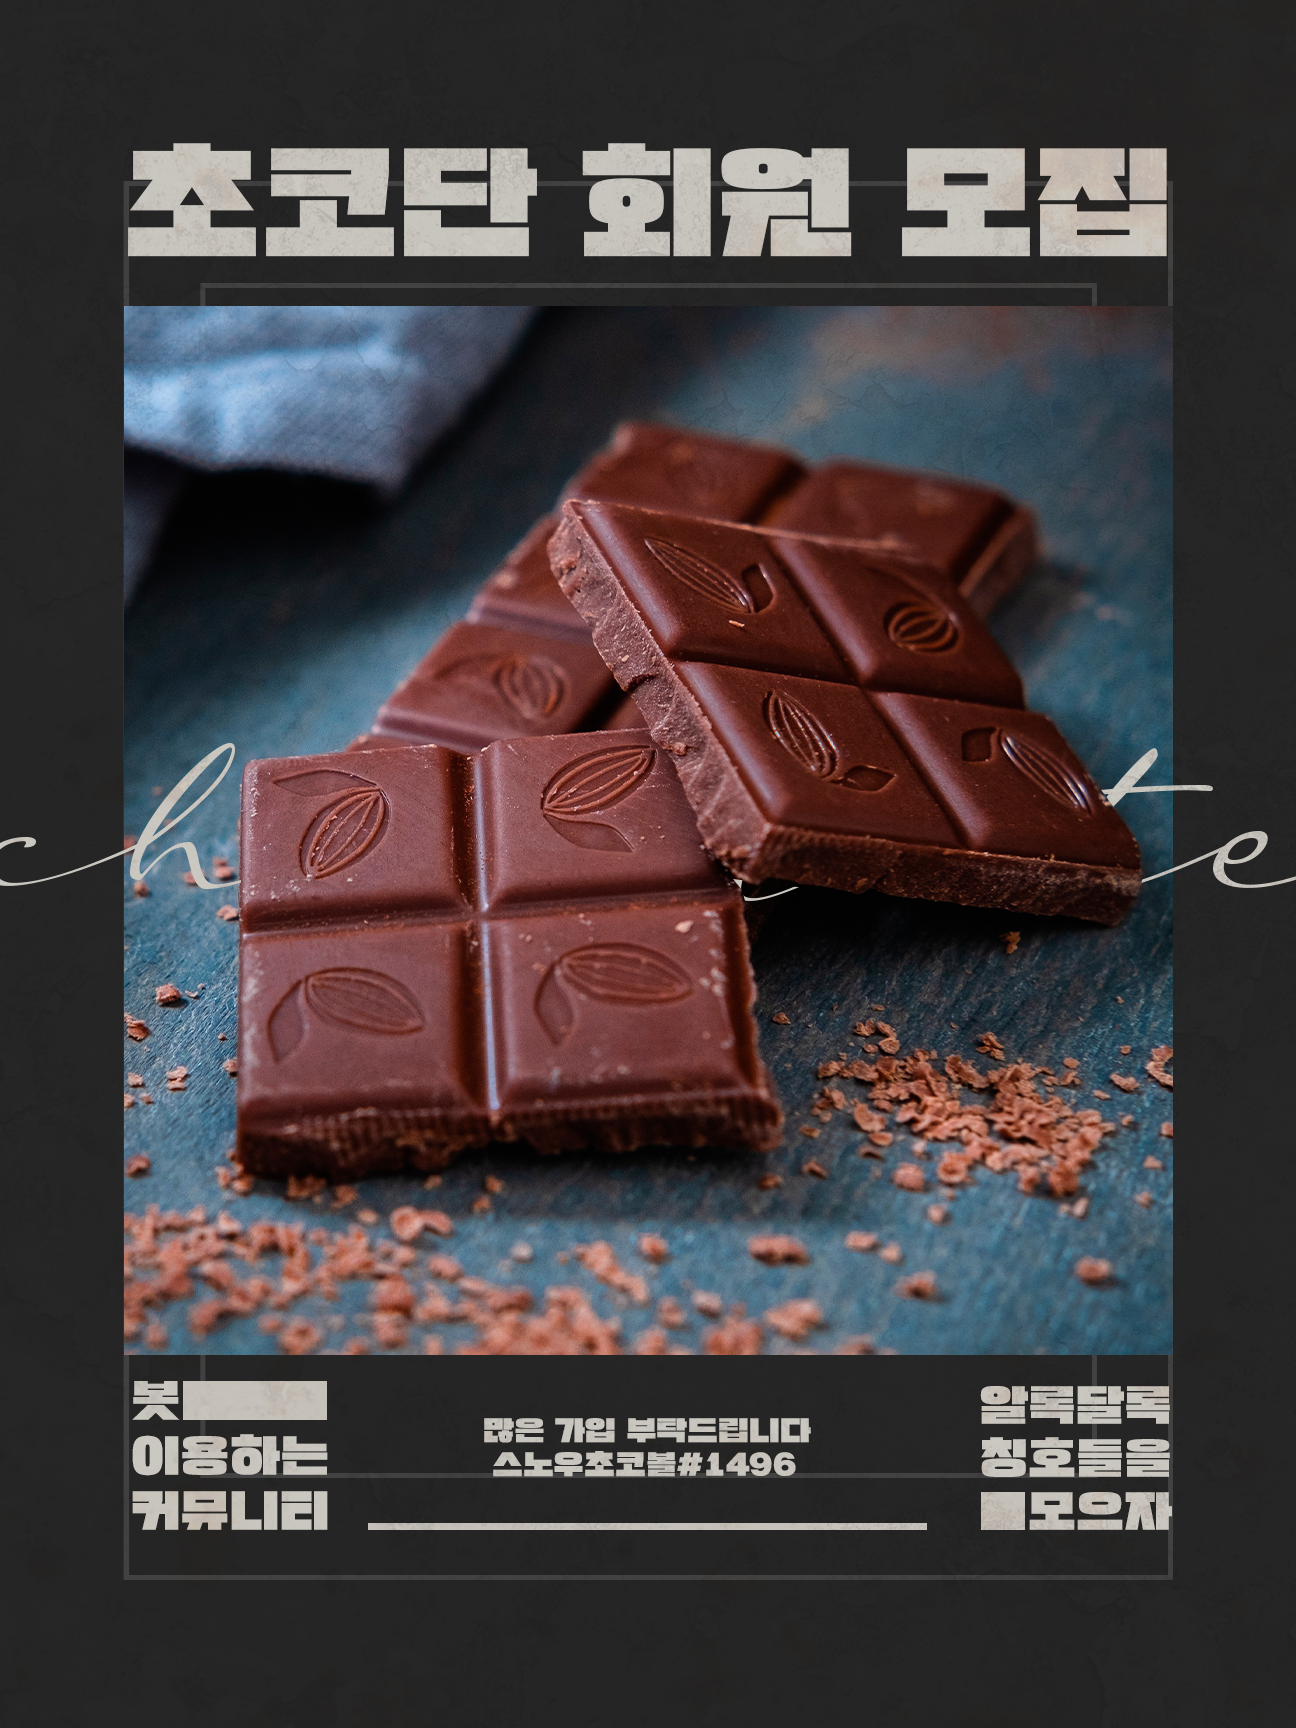 초코단 회원 모집
ch te
봇
이용하는
커뮤니티
많은 가입 부탁드립니다
스노우초코볼#1496
알록달록
칭호들을
모으자